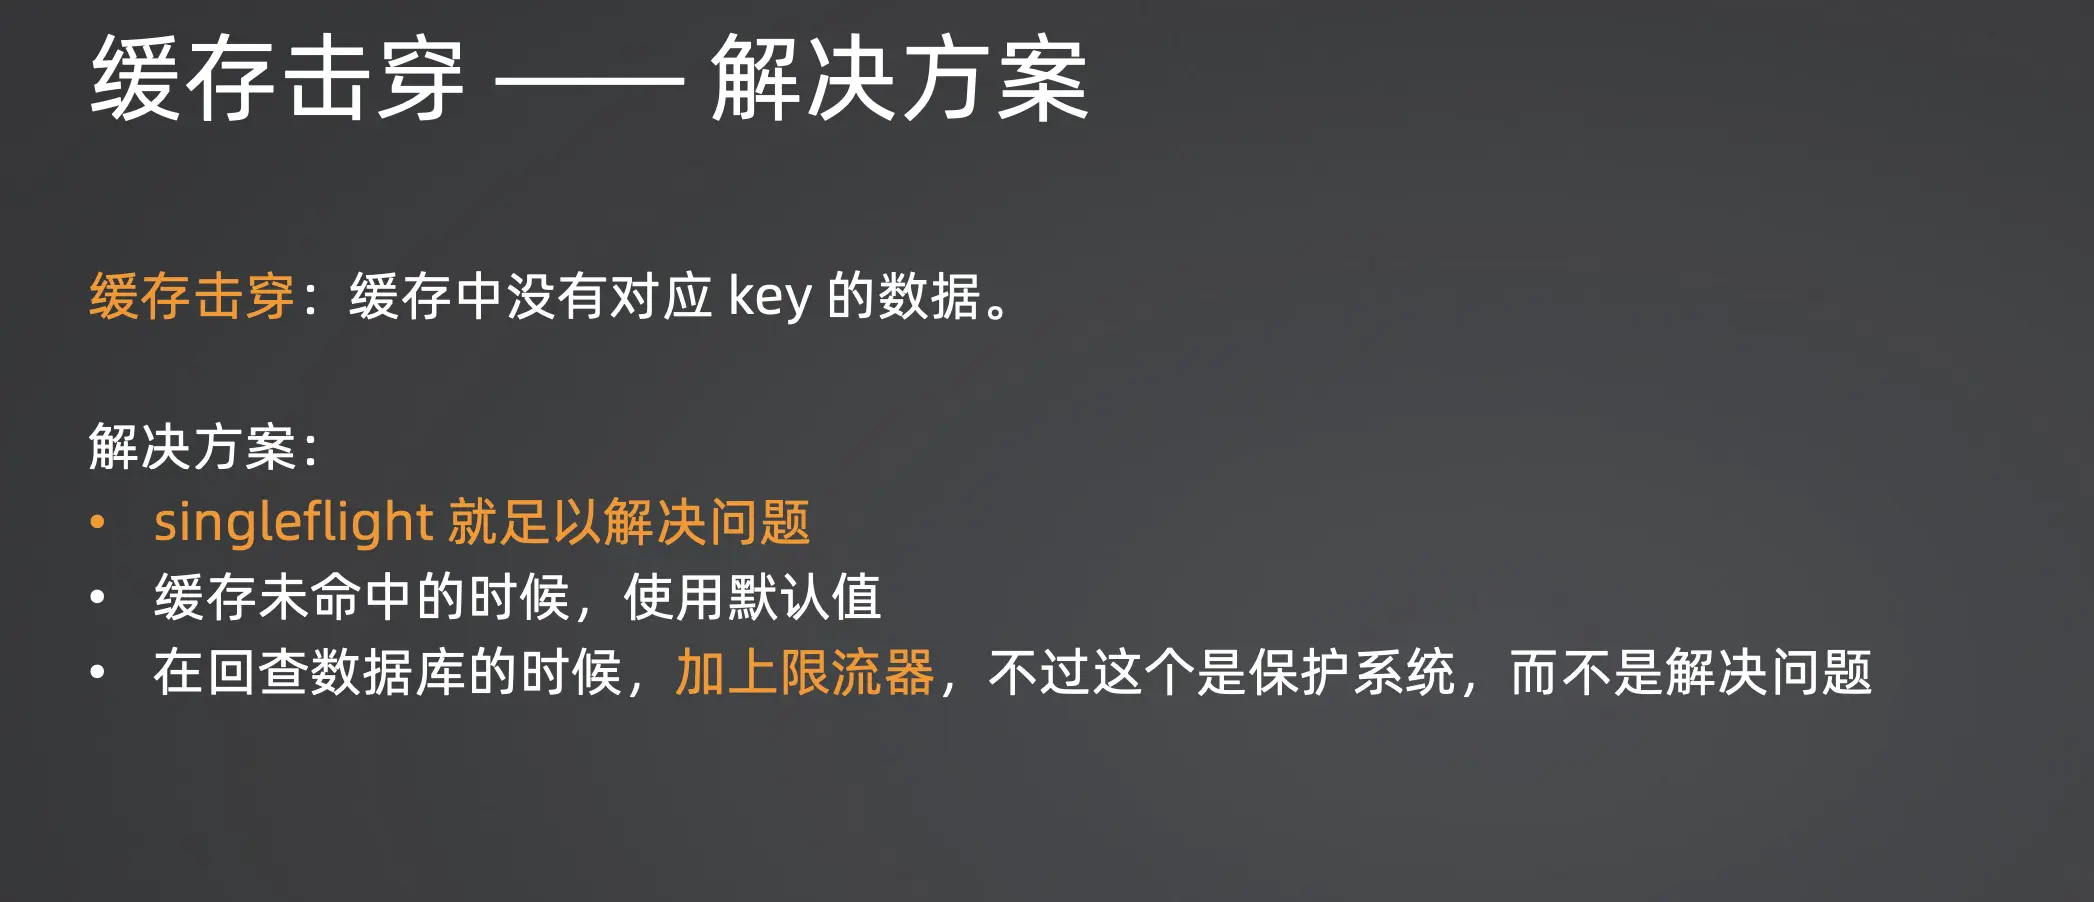 缓存击穿 —— 解决方案
缓存击穿：缓存中没有对应 key 的数据。
解决方案：
• singleflight 就足以解决问题
• 缓存未命中的时候，使用默认值
• 在回查数据库的时候，加上限流器，不过这个是保护系统，而不是解决问题